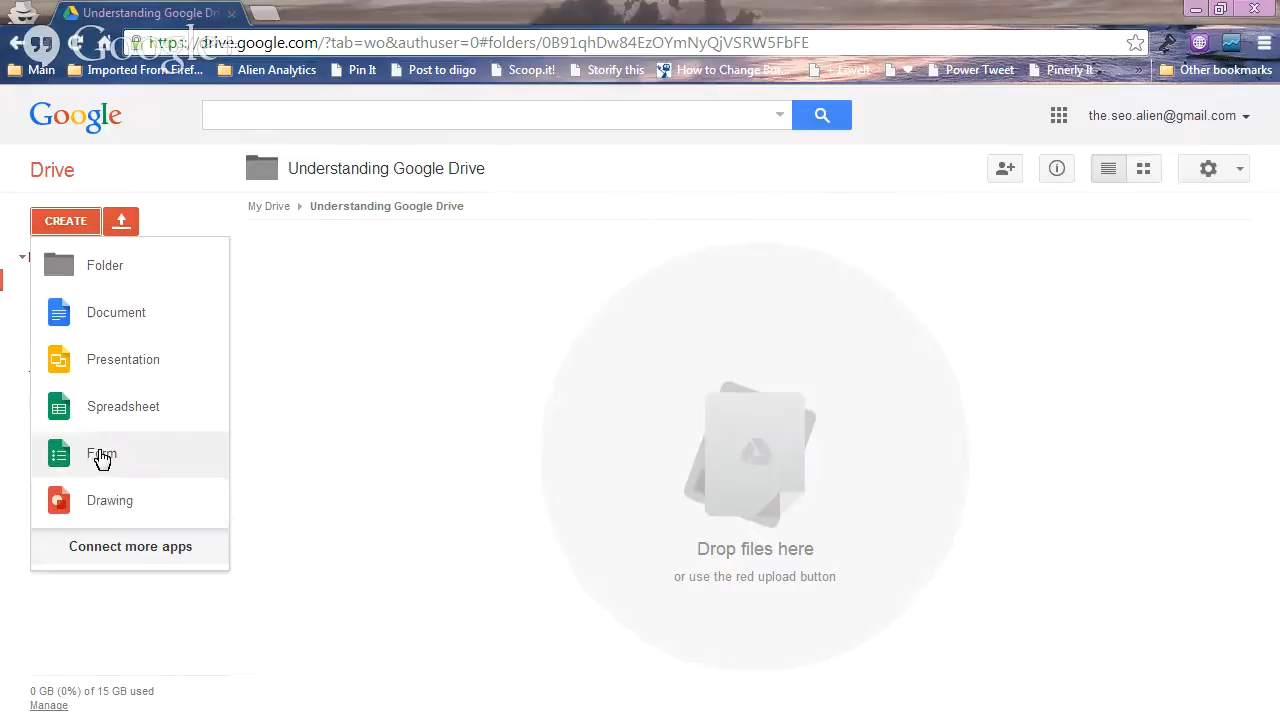 Understanding Google Dri
Google+
https://drive.google.com/?tab=wo&authuser=0#folders/0B91qhDw84EzOYmNyQjVSRW5FbFE
Main
Imported From Firef...
Alien Analytics
Pin It
Post to diigo
Scoop.it!
Storify this
How to Change Bor...
+ LoveIt
Power Tweet
Pinerly It
Other bookmarks
Google
the.seo.alien@gmail.com
Drive
Understanding Google Drive
My Drive
Understanding Google Drive
CREATE
Folder
Document
Presentation
Spreadsheet
Form
Drawing
Connect more apps
Drop files here
or use the red upload button
0 GB (0%) of 15 GB used
Manage